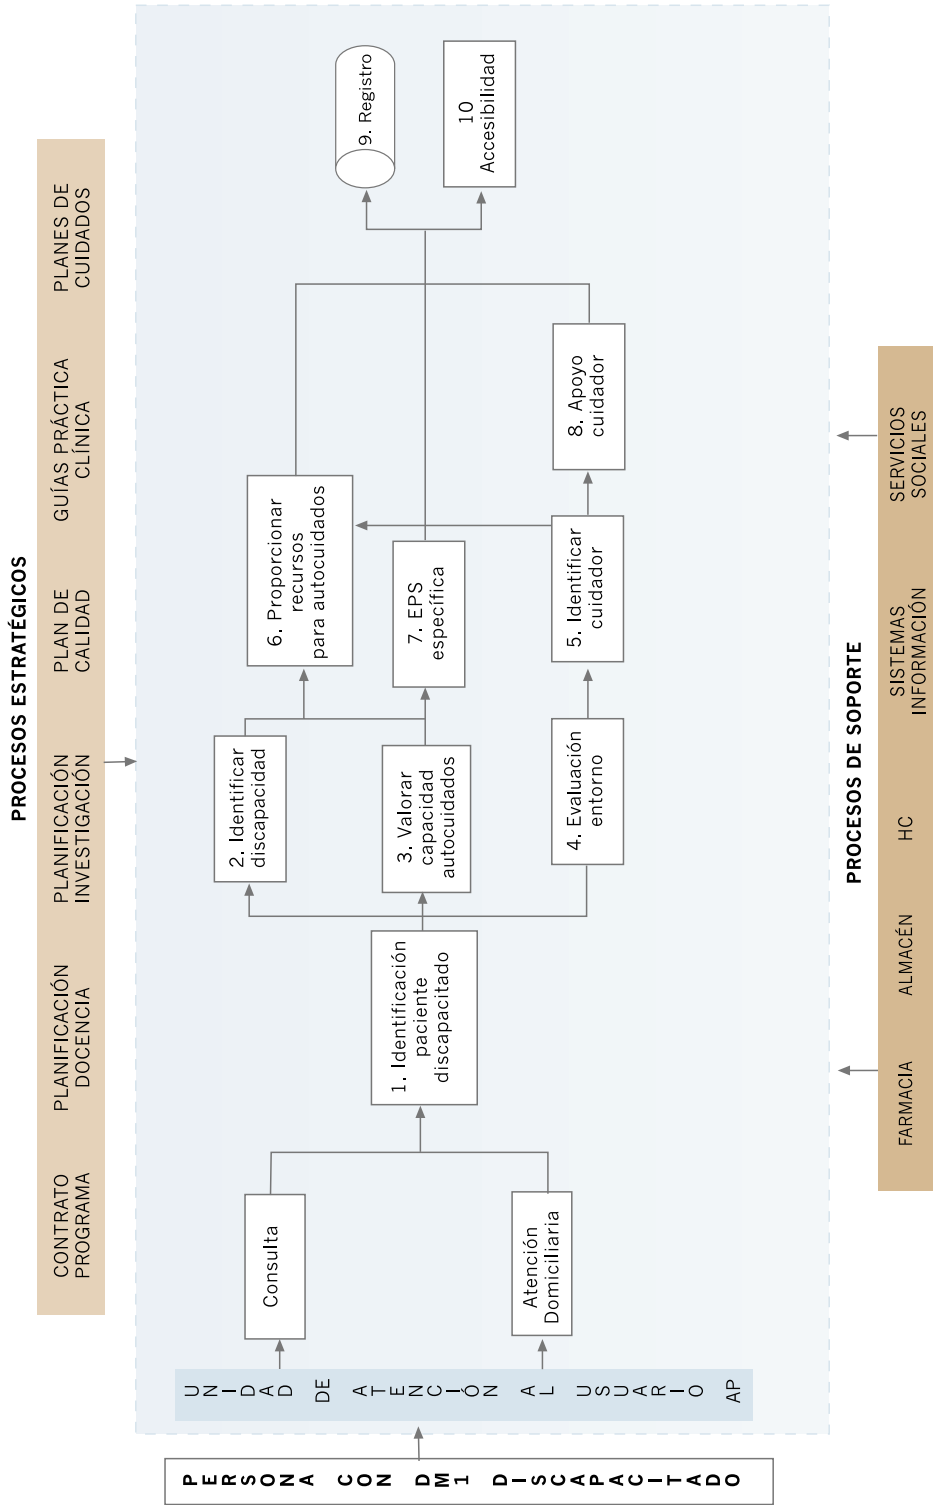 PROCESOS ESTRATÉGICOS
CONTRATO
PROGRAMA
PLANIFICACIÓN
DOCENCIA
PLANIFICACIÓN
INVESTIGACIÓN
PLAN DE
CALIDAD
GUÍAS PRÁCTICA
CLÍNICA
PLANES DE
CUIDADOS
PERSONA CON DM1 DISCAPACITADO
UNIDAD DE ATENCIÓN AL USUARIO AP
Consulta
Atención
Domiciliaria
1. Identificación
paciente
discapacitado
2. Identificar
discapacidad
3. Valorar
capacidad
autocuidados
4. Evaluación
entorno
5. Identificar
cuidador
6. Proporcionar
recursos
para autocuidados
7. EPS
específica
8. Apoyo
cuidador
9. Registro
10
Accesibilidad
PROCESOS DE SOPORTE
FARMACIA
ALMACÉN
HC
SISTEMAS
INFORMACIÓN
SERVICIOS
SOCIALES